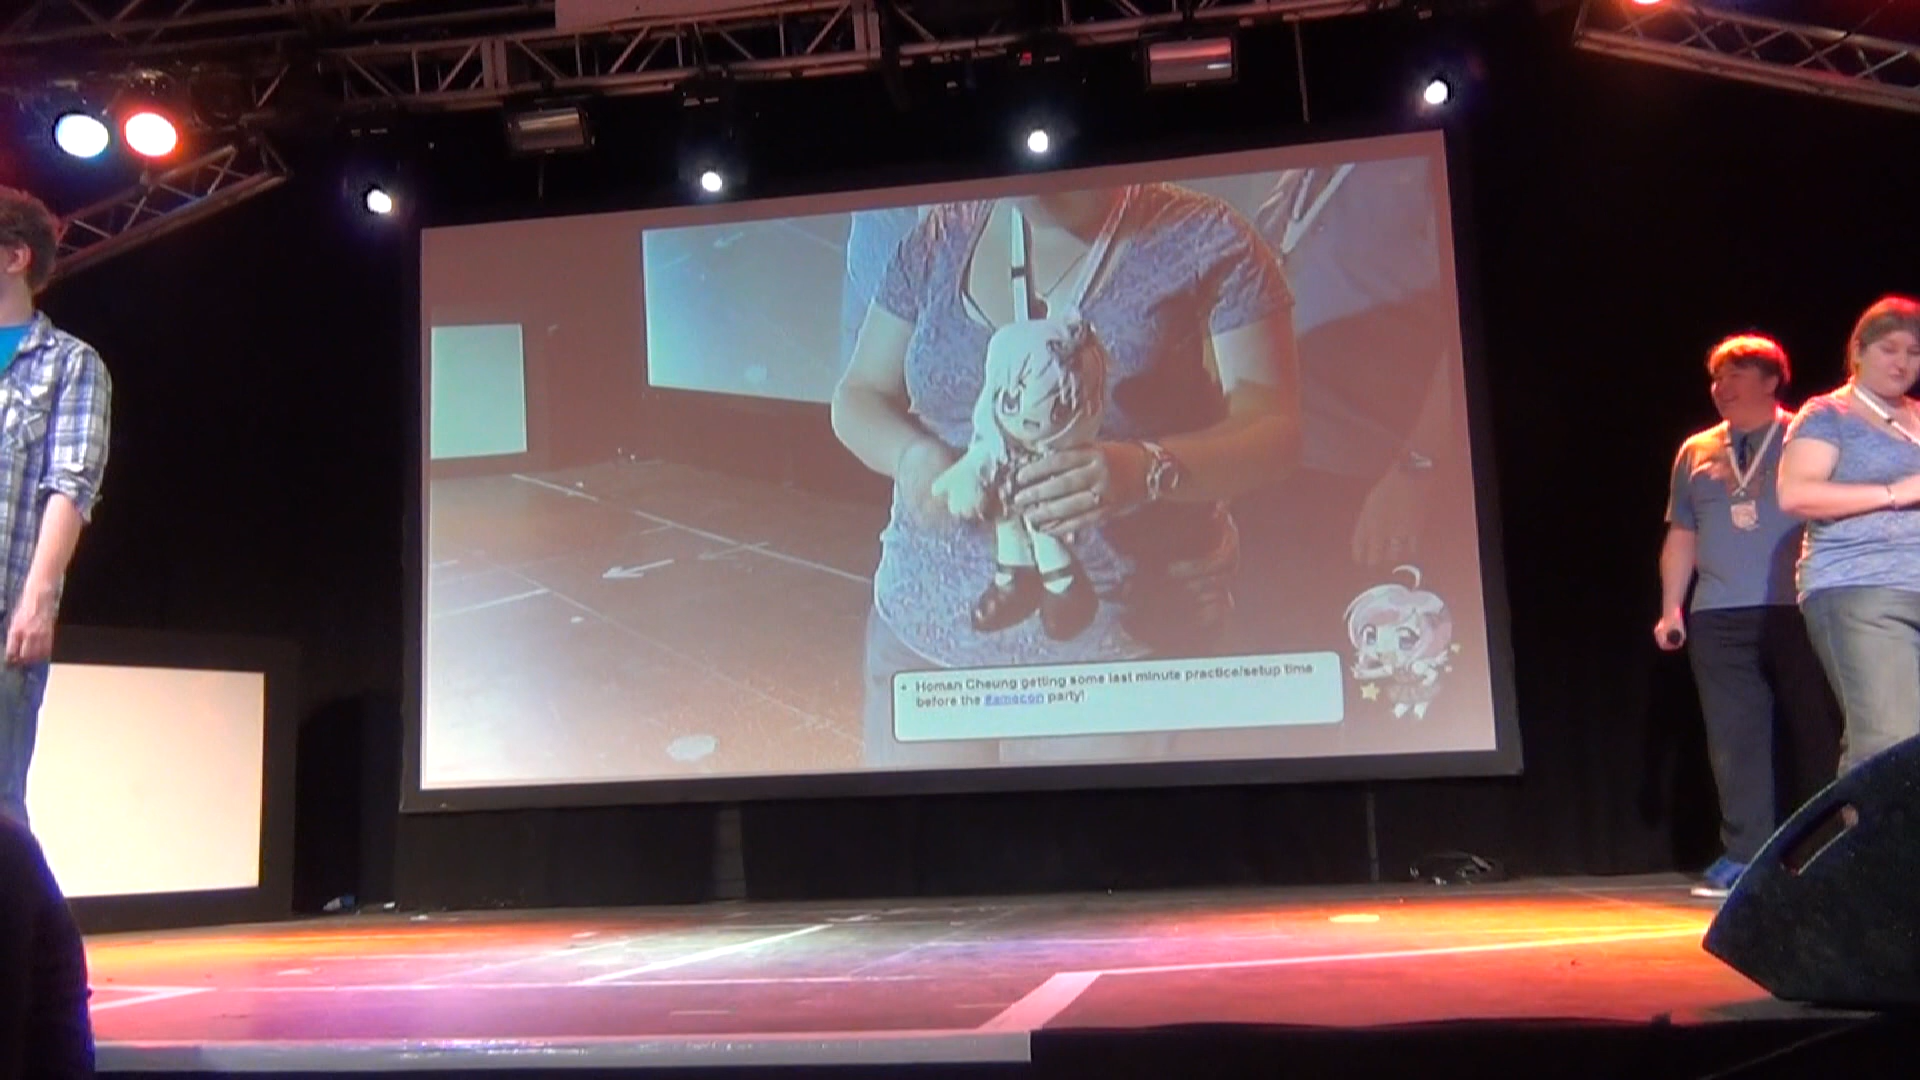 Homan Cheung getting some last minute practice/setup time
before the #amecon party!